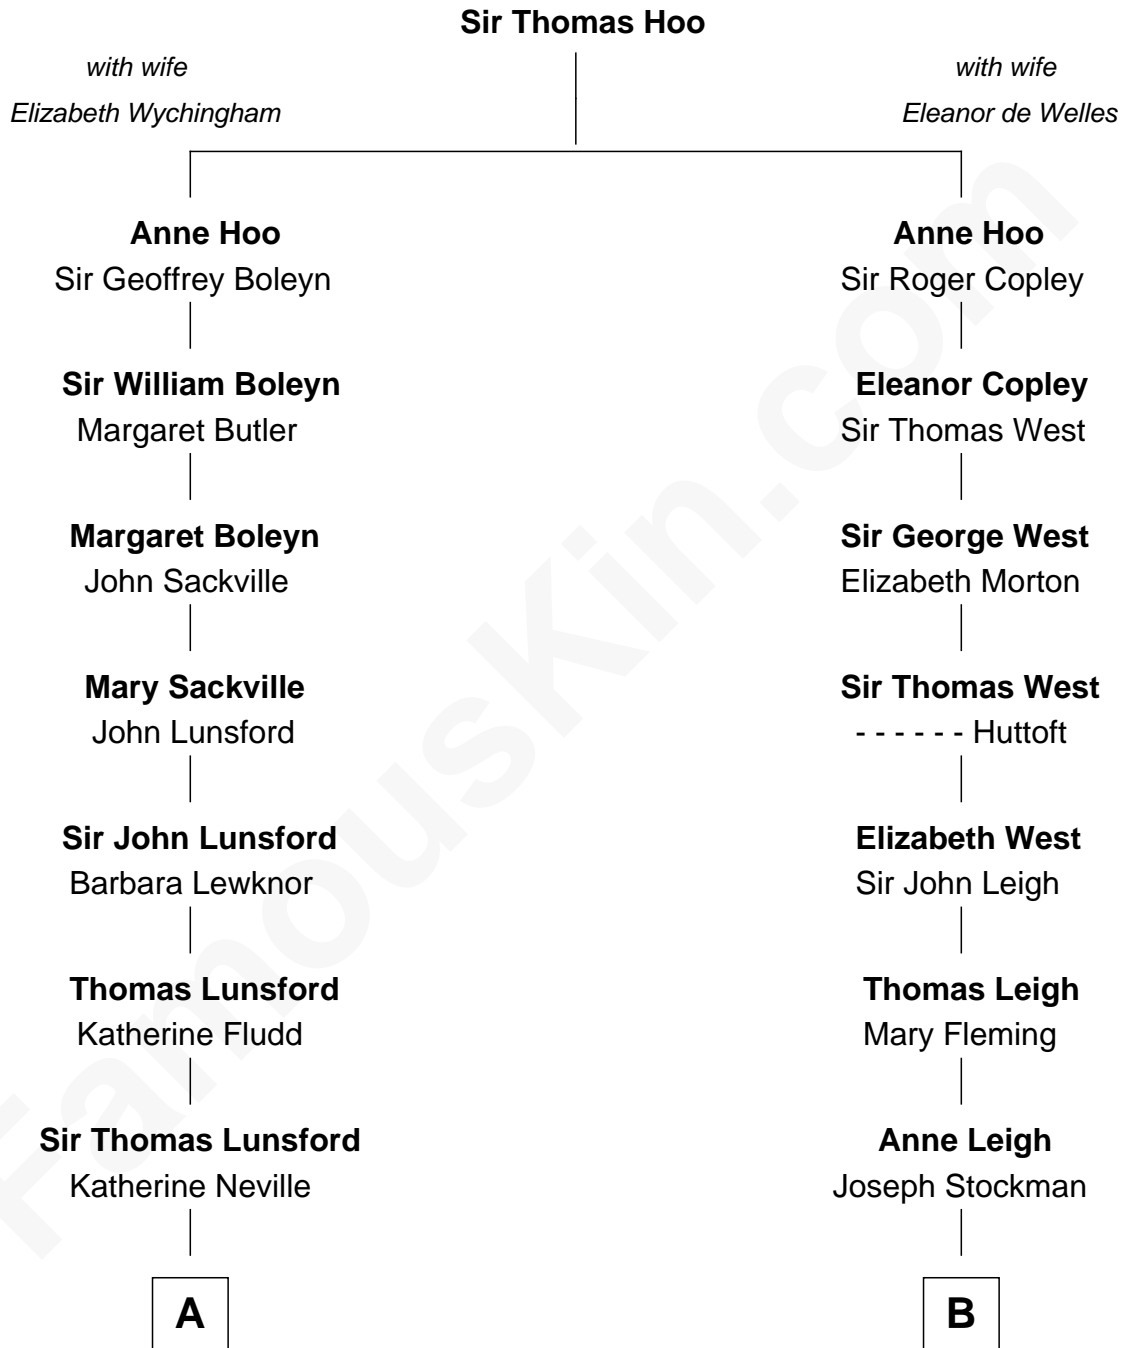 Sir Thomas Hoo
with wife
Elizabeth Wychingham
with wife
Eleanor de Welles
Anne Hoo
Sir Geoffrey Boleyn
Sir William Boleyn
Margaret Butler
Margaret Boleyn
John Sackville
Mary Sackville
John Lunsford
Sir John Lunsford
Barbara Lewknor
Thomas Lunsford
Katherine Fludd
Sir Thomas Lunsford
Katherine Neville
A
Anne Hoo
Sir Roger Copley
Eleanor Copley
Sir Thomas West
Sir George West
Elizabeth Morton
Sir Thomas West
- - - - - - Huttoft
Elizabeth West
Sir John Leigh
Thomas Leigh
Mary Fleming
Anne Leigh
Joseph Stockman
B
FamousKin.com